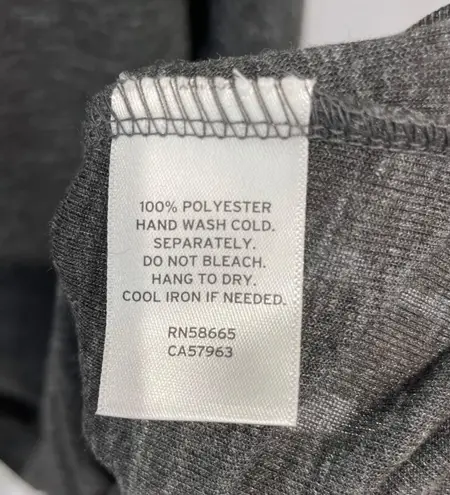 100% POLYESTER
HAND WASH COLD.
SEPARATELY.
DO NOT BLEACH.
HANG TO DRY.
COOL IRON IF NEEDED.
RN58665
CA57963